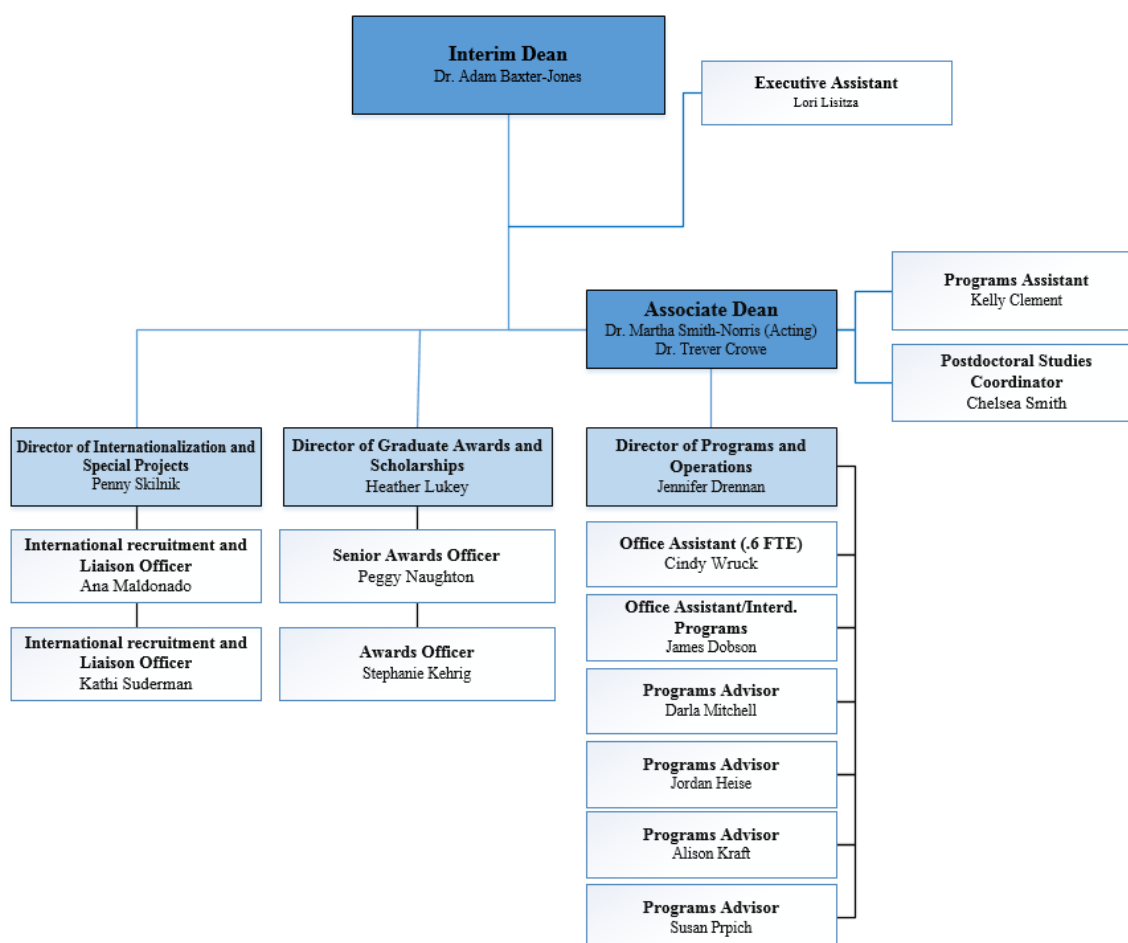 Interim Dean
Dr. Adam Baxter-Jones
Executive Assistant
Lori Lisitza
Programs Assistant
Kelly Clement
Associate Dean
Dr. Martha Smith-Norris (Acting)
Dr. Trever Crowe
Postdoctoral Studies
Coordinator
Chelsea Smith
Director of Internationalization and
Special Projects
Penny Skilnik
Director of Graduate Awards and
Scholarships
Heather Lukey
Director of Programs and
Operations
Jennifer Drennan
International recruitment and
Liaison Officer
Ana Maldonado
Senior Awards Officer
Peggy Naughton
Office Assistant (.6 FTE)
Cindy Wruck
International recruitment and
Liaison Officer
Kathi Suderman
Awards Officer
Stephanie Kehrig
Office Assistant/Interd.
Programs
James Dobson
Programs Advisor
Darla Mitchell
Programs Advisor
Jordan Heise
Programs Advisor
Alison Kraft
Programs Advisor
Susan Prpich